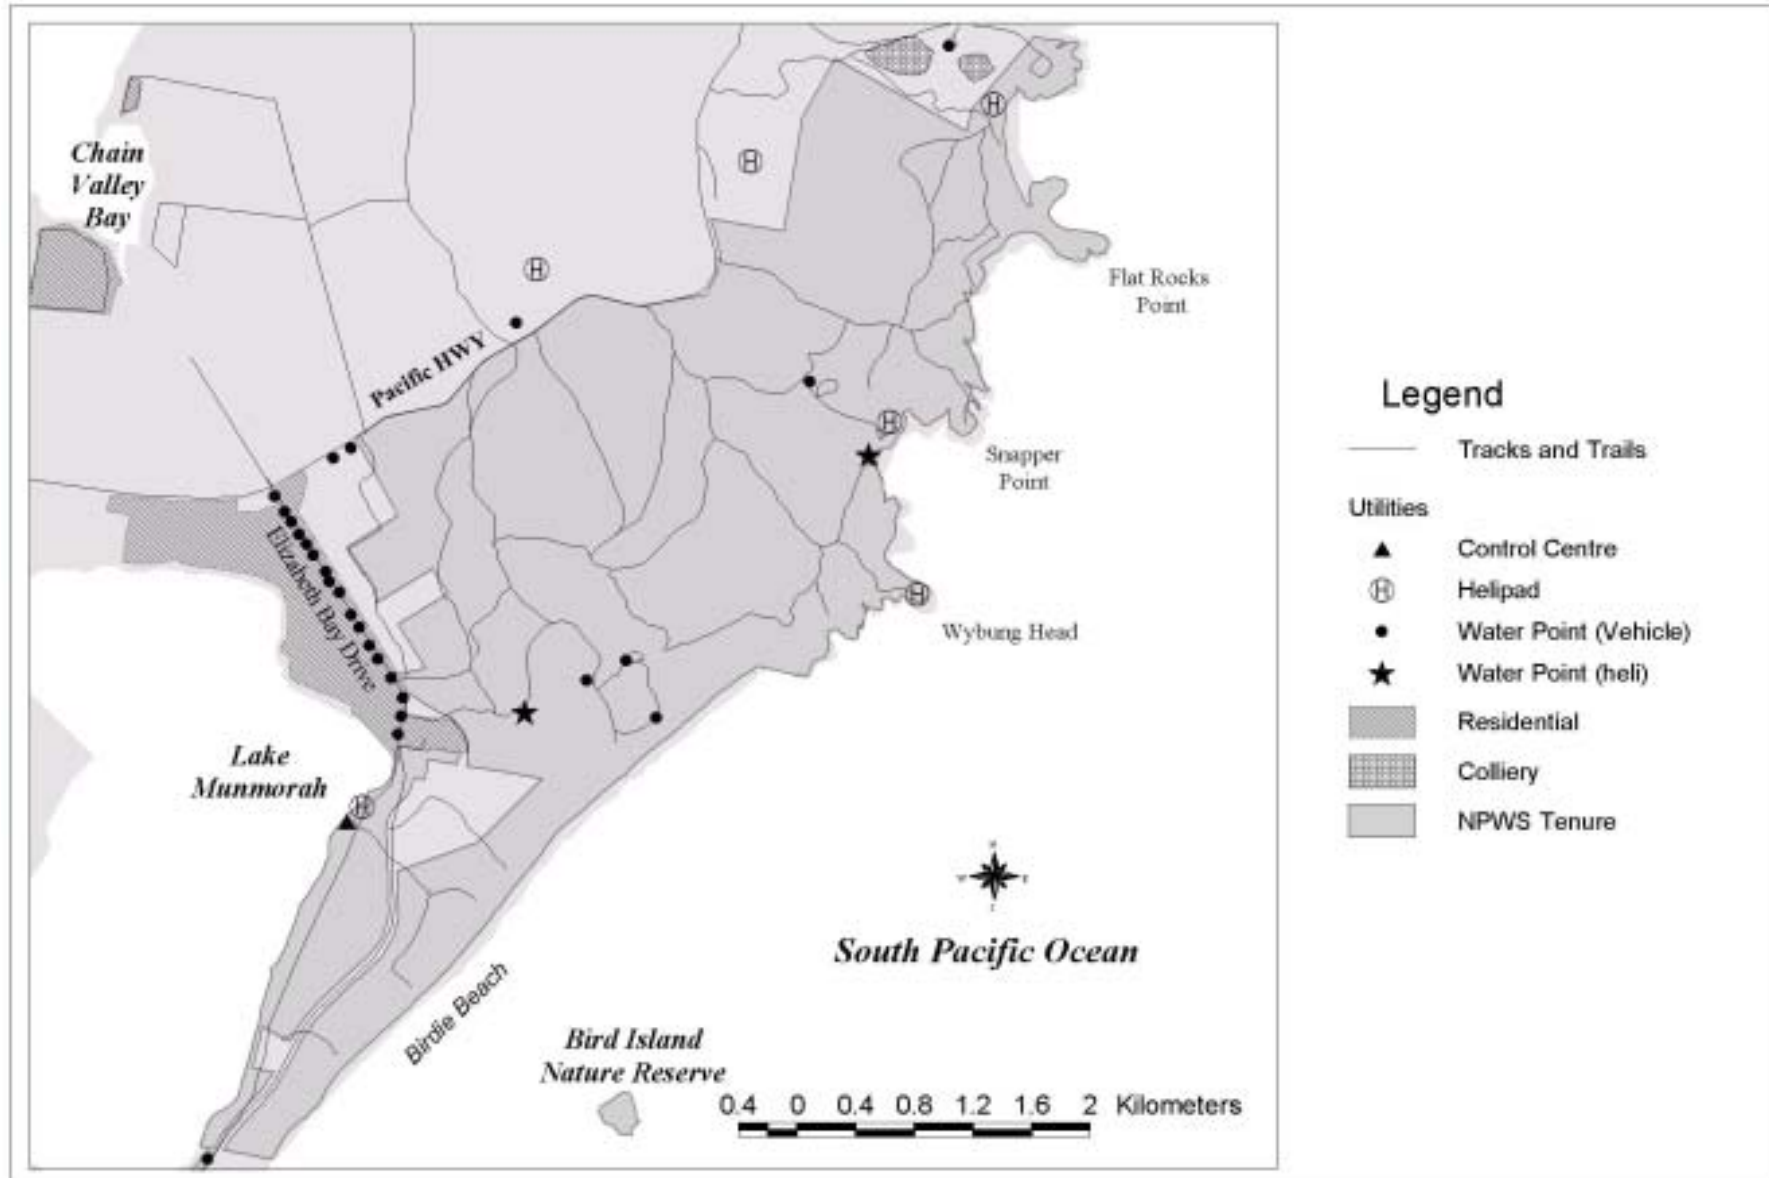 Chain
Valley
Bay
H
H
H
Flat Rocks
Point
Pacific HWY
H
Snapper
Point
Elizabeth Bay Drive
H
Wybung Head
Lake
Munmorah
H
South Pacific Ocean
Birdie Beach
Bird Island
Nature Reserve
0.4 0 0.4 0.8 1.2 1.6 2 Kilometers
Legend
Tracks and Trails
Utilities
Control Centre
H Helipad
Water Point (Vehicle)
Water Point (heli)
Residential
Colliery
NPWS Tenure